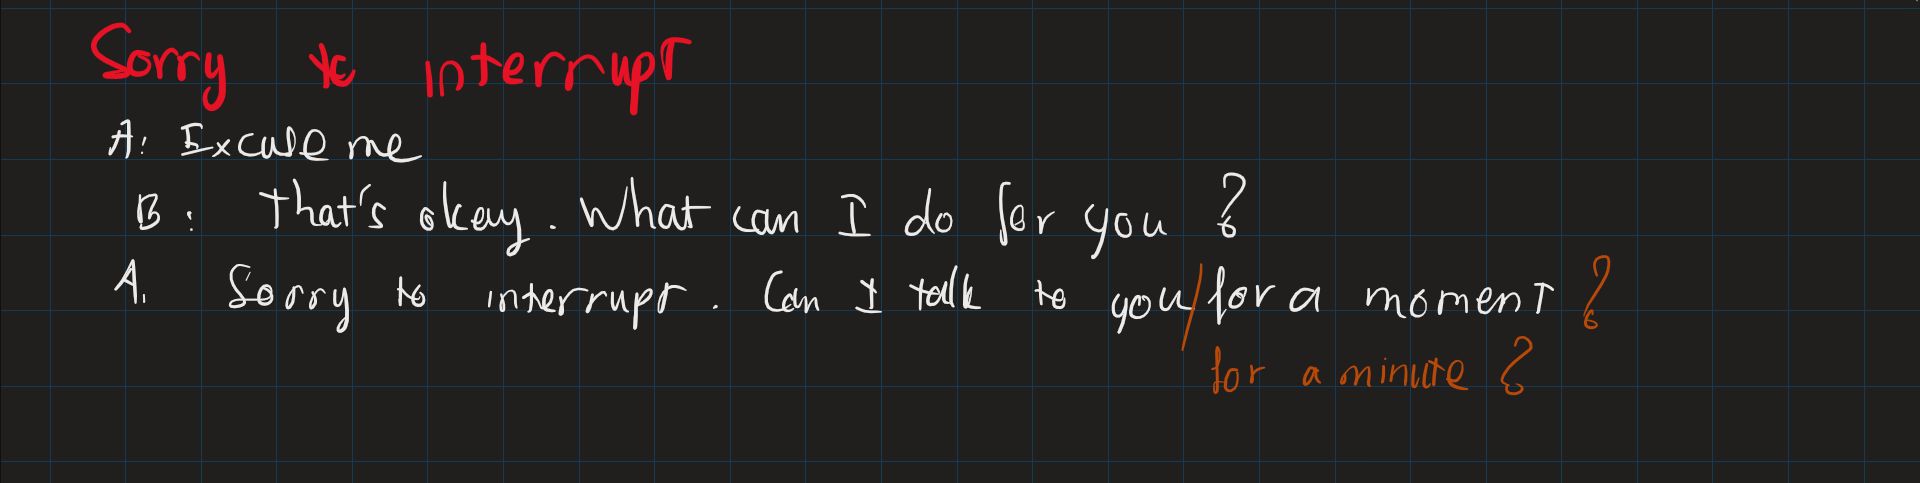 Sorry to interrupt
A: Excuse me
B: That's okay. What can I do for you?
A. Sorry to interrupt. Can I talk to you/for a moment?
for a minute?